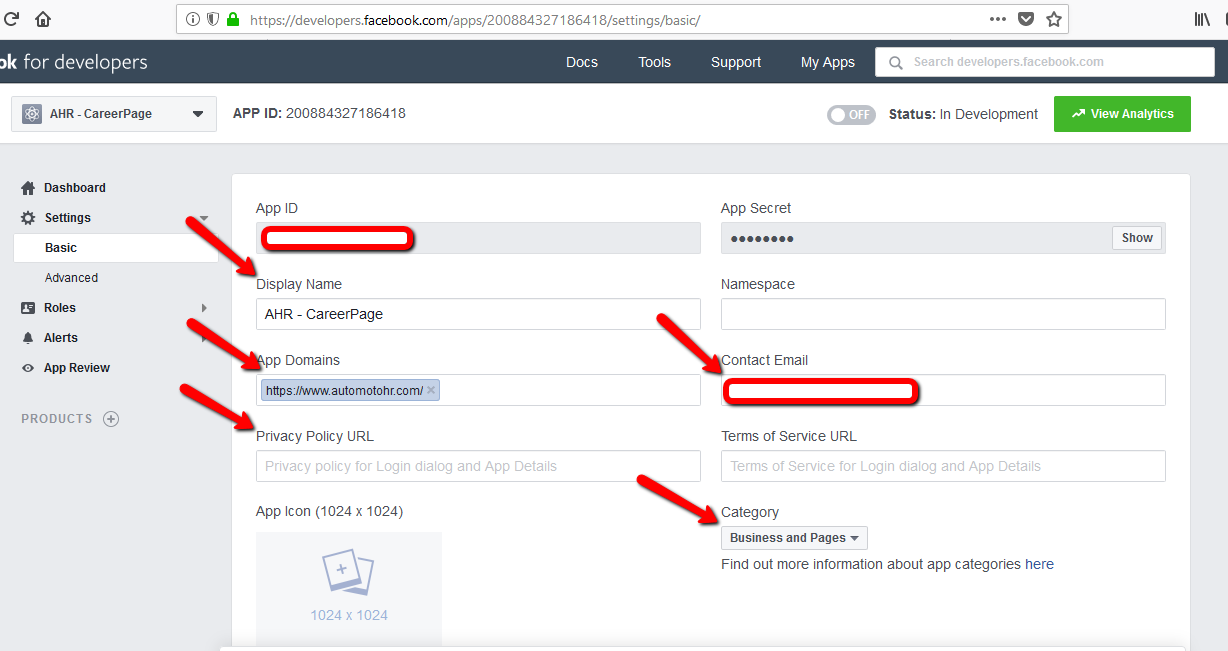 https://developers.facebook.com/apps/200884327186418/settings/basic/
ok for developers
Docs
Tools
Support
My Apps
Search developers.facebook.com
AHR - CareerPage
APP ID: 200884327186418
OFF
Status: In Development
View Analytics
Dashboard
Settings
Basic
Advanced
Roles
Alerts
App Review
PRODUCTS
App ID
App Secret
●●●●●●●●
Show
Display Name
Namespace
AHR - CareerPage
App Domains
Contact Email
https://www.automotohr.com/ ×
Privacy Policy URL
Terms of Service URL
Privacy policy for Login dialog and App Details
Terms of Service for Login dialog and App Details
App Icon (1024 x 1024)
Category
1024 x 1024
Business and Pages
Find out more information about app categories here